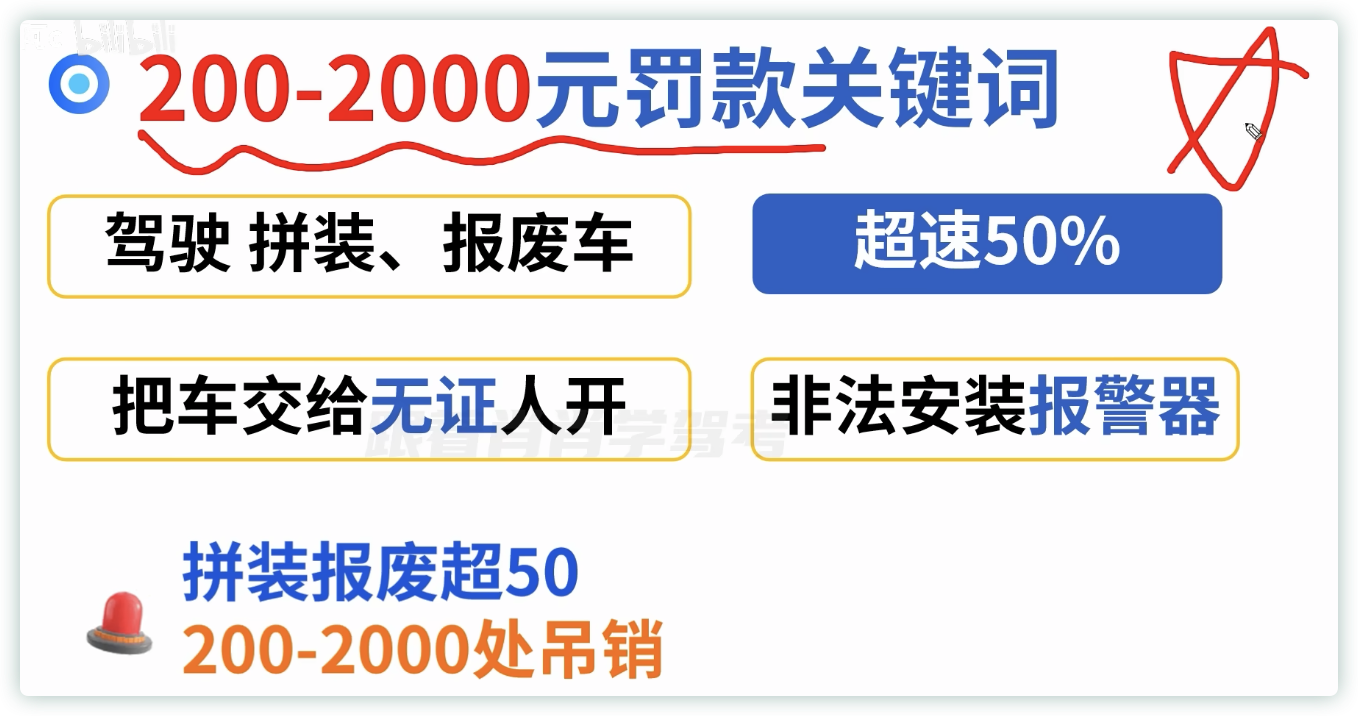 bilibili
200-2000元罚款关键词
驾驶 拼装、报废车
超速50%
把车交给无证人开
非法安装报警器
跟着肖肖学驾考
拼装报废超50
200-2000处吊销